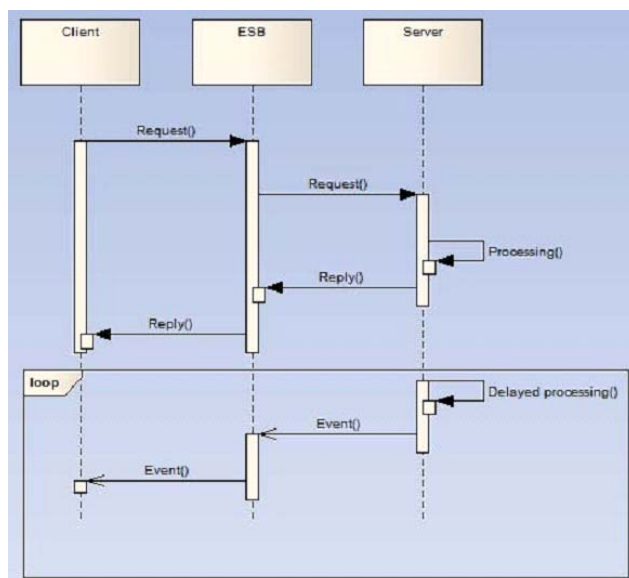 Client
ESB
Server
Request()
Request()
Processing()
Reply()
Reply()
loop
Delayed processing()
Event()
Event()